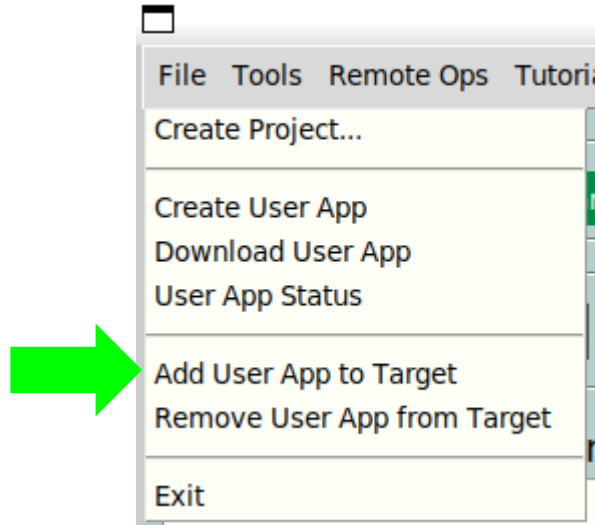 File Tools Remote Ops Tutoria
Create Project...
Create User App
Download User App
User App Status
Add User App to Target
Remove User App from Target
Exit